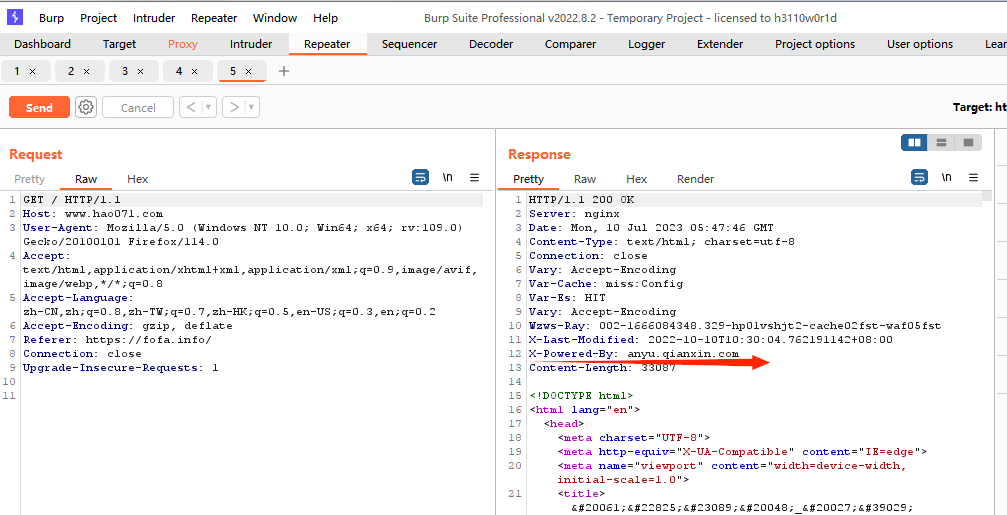 Burp Project Intruder Repeater Window Help Burp Suite Professional v2022.8.2 - Temporary Project - licensed to h3110w0r1d
Dashboard Target Proxy Intruder Repeater Sequencer Decoder Comparer Logger Extender Project options User options Lear
1 × 2 × 3 × 4 × 5 × +
Send Cancel < > Target: ht
Request
Pretty Raw Hex \n
1 GET / HTTP/1.1
2 Host: www.hao071.com
3 User-Agent: Mozilla/5.0 (Windows NT 10.0; Win64; x64; rv:109.0)
Gecko/20100101 Firefox/114.0
4 Accept:
text/html,application/xhtml+xml,application/xml;q=0.9,image/avif,
image/webp,*/*;q=0.8
5 Accept-Language:
zh-CN,zh;q=0.8,zh-TW;q=0.7,zh-HK;q=0.5,en-US;q=0.3,en;q=0.2
6 Accept-Encoding: gzip, deflate
7 Referer: https://fofa.info/
8 Connection: close
9 Upgrade-Insecure-Requests: 1
10
11
Response
Pretty Raw Hex Render \n
1 HTTP/1.1 200 OK
2 Server: nginx
3 Date: Mon, 10 Jul 2023 05:47:46 GMT
4 Content-Type: text/html; charset=utf-8
5 Connection: close
6 Vary: Accept-Encoding
7 Var-Cache: miss:Config
8 Var-Es: HIT
9 Vary: Accept-Encoding
10 Wzws-Ray: 002-1666084348.329-hp01vshjt2-cache02fst-waf05fst
11 X-Last-Modified: 2022-10-10T10:30:04.762191142+08:00
12 X-Powered-By: anyu.qianxin.com
13 Content-Length: 33087
14
15 <!DOCTYPE html>
16 <html lang="en">
17 <head>
18 <meta charset="UTF-8">
19 <meta http-equiv="X-UA-Compatible" content="IE=edge">
20 <meta name="viewport" content="width=device-width,
initial-scale=1.0">
21 <title>
&#20061;&#22825;&#23089;&#20048;_&#20027;&#39029;